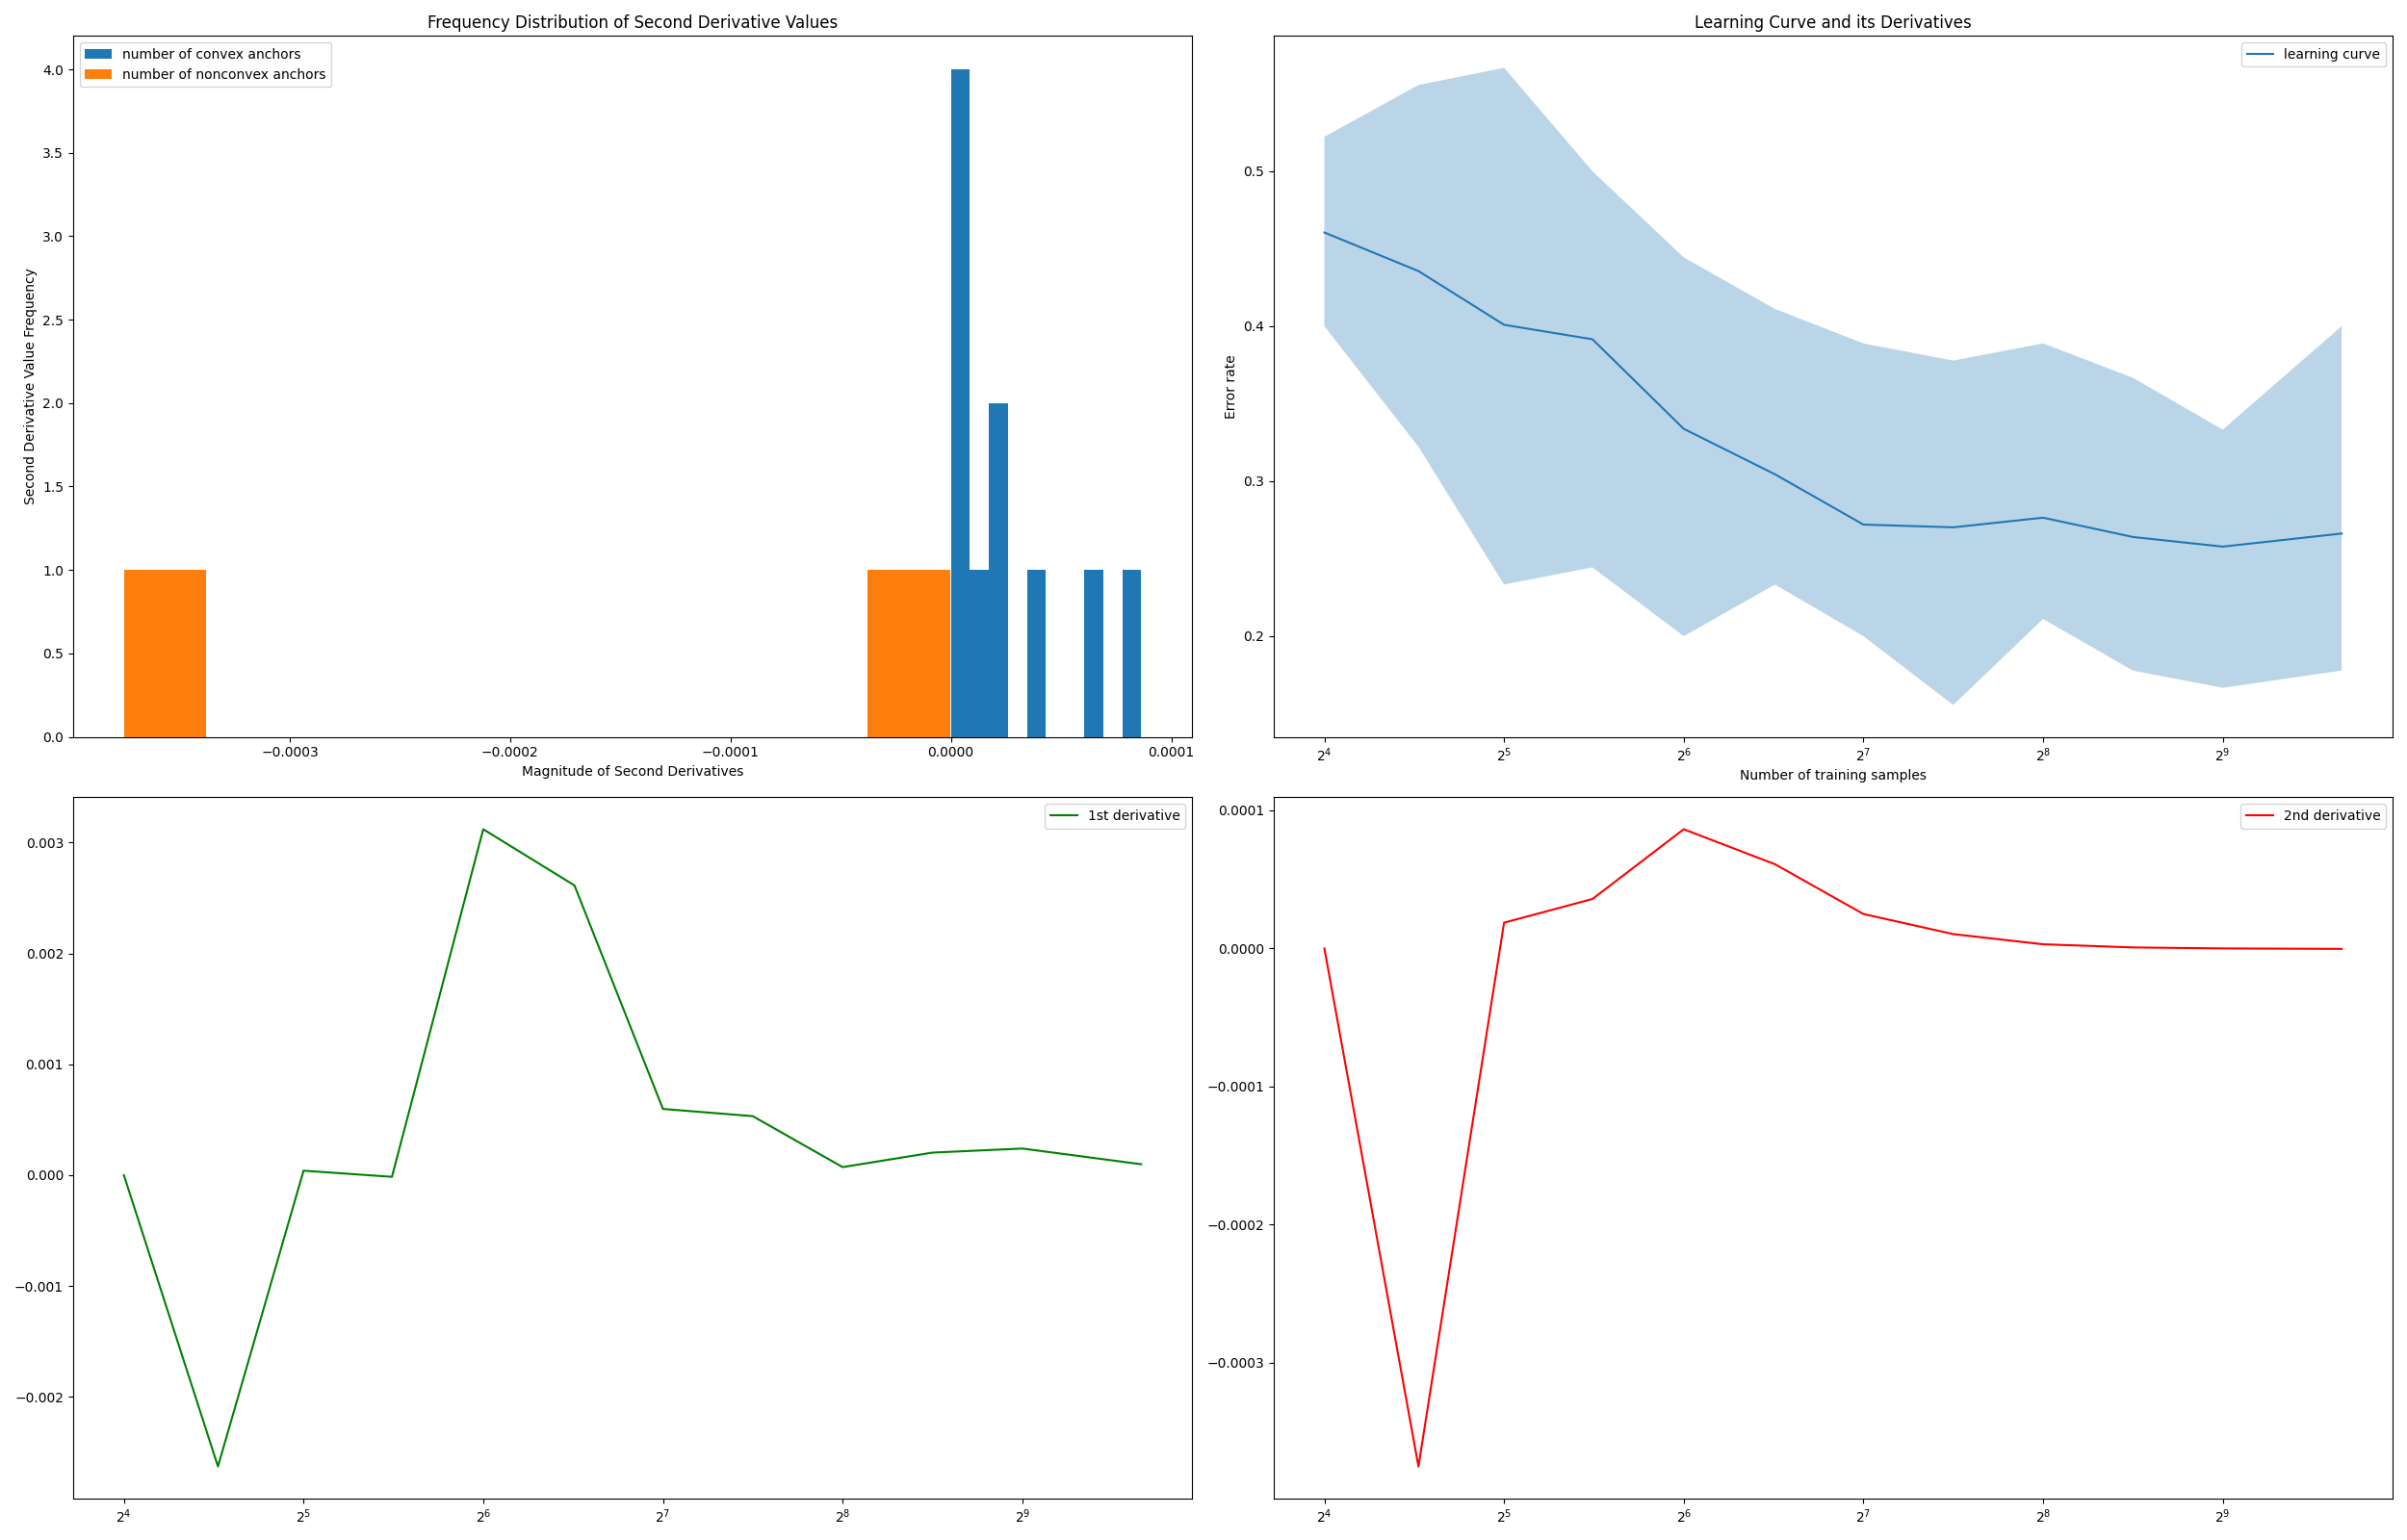 Frequency Distribution of Second Derivative Values
number of convex anchors
number of nonconvex anchors
4.0
3.5
3.0
2.5
2.0
1.5
1.0
0.5
0.0
Second Derivative Value Frequency
−0.0003 −0.0002 −0.0001 0.0000 0.0001
Magnitude of Second Derivatives
Learning Curve and its Derivatives
learning curve
0.5
0.4
0.3
0.2
Error rate
2⁴ 2⁵ 2⁶ 2⁷ 2⁸ 2⁹
Number of training samples
1st derivative
0.003
0.002
0.001
0.000
−0.001
−0.002
2⁴ 2⁵ 2⁶ 2⁷ 2⁸ 2⁹
2nd derivative
0.0001
0.0000
−0.0001
−0.0002
−0.0003
2⁴ 2⁵ 2⁶ 2⁷ 2⁸ 2⁹